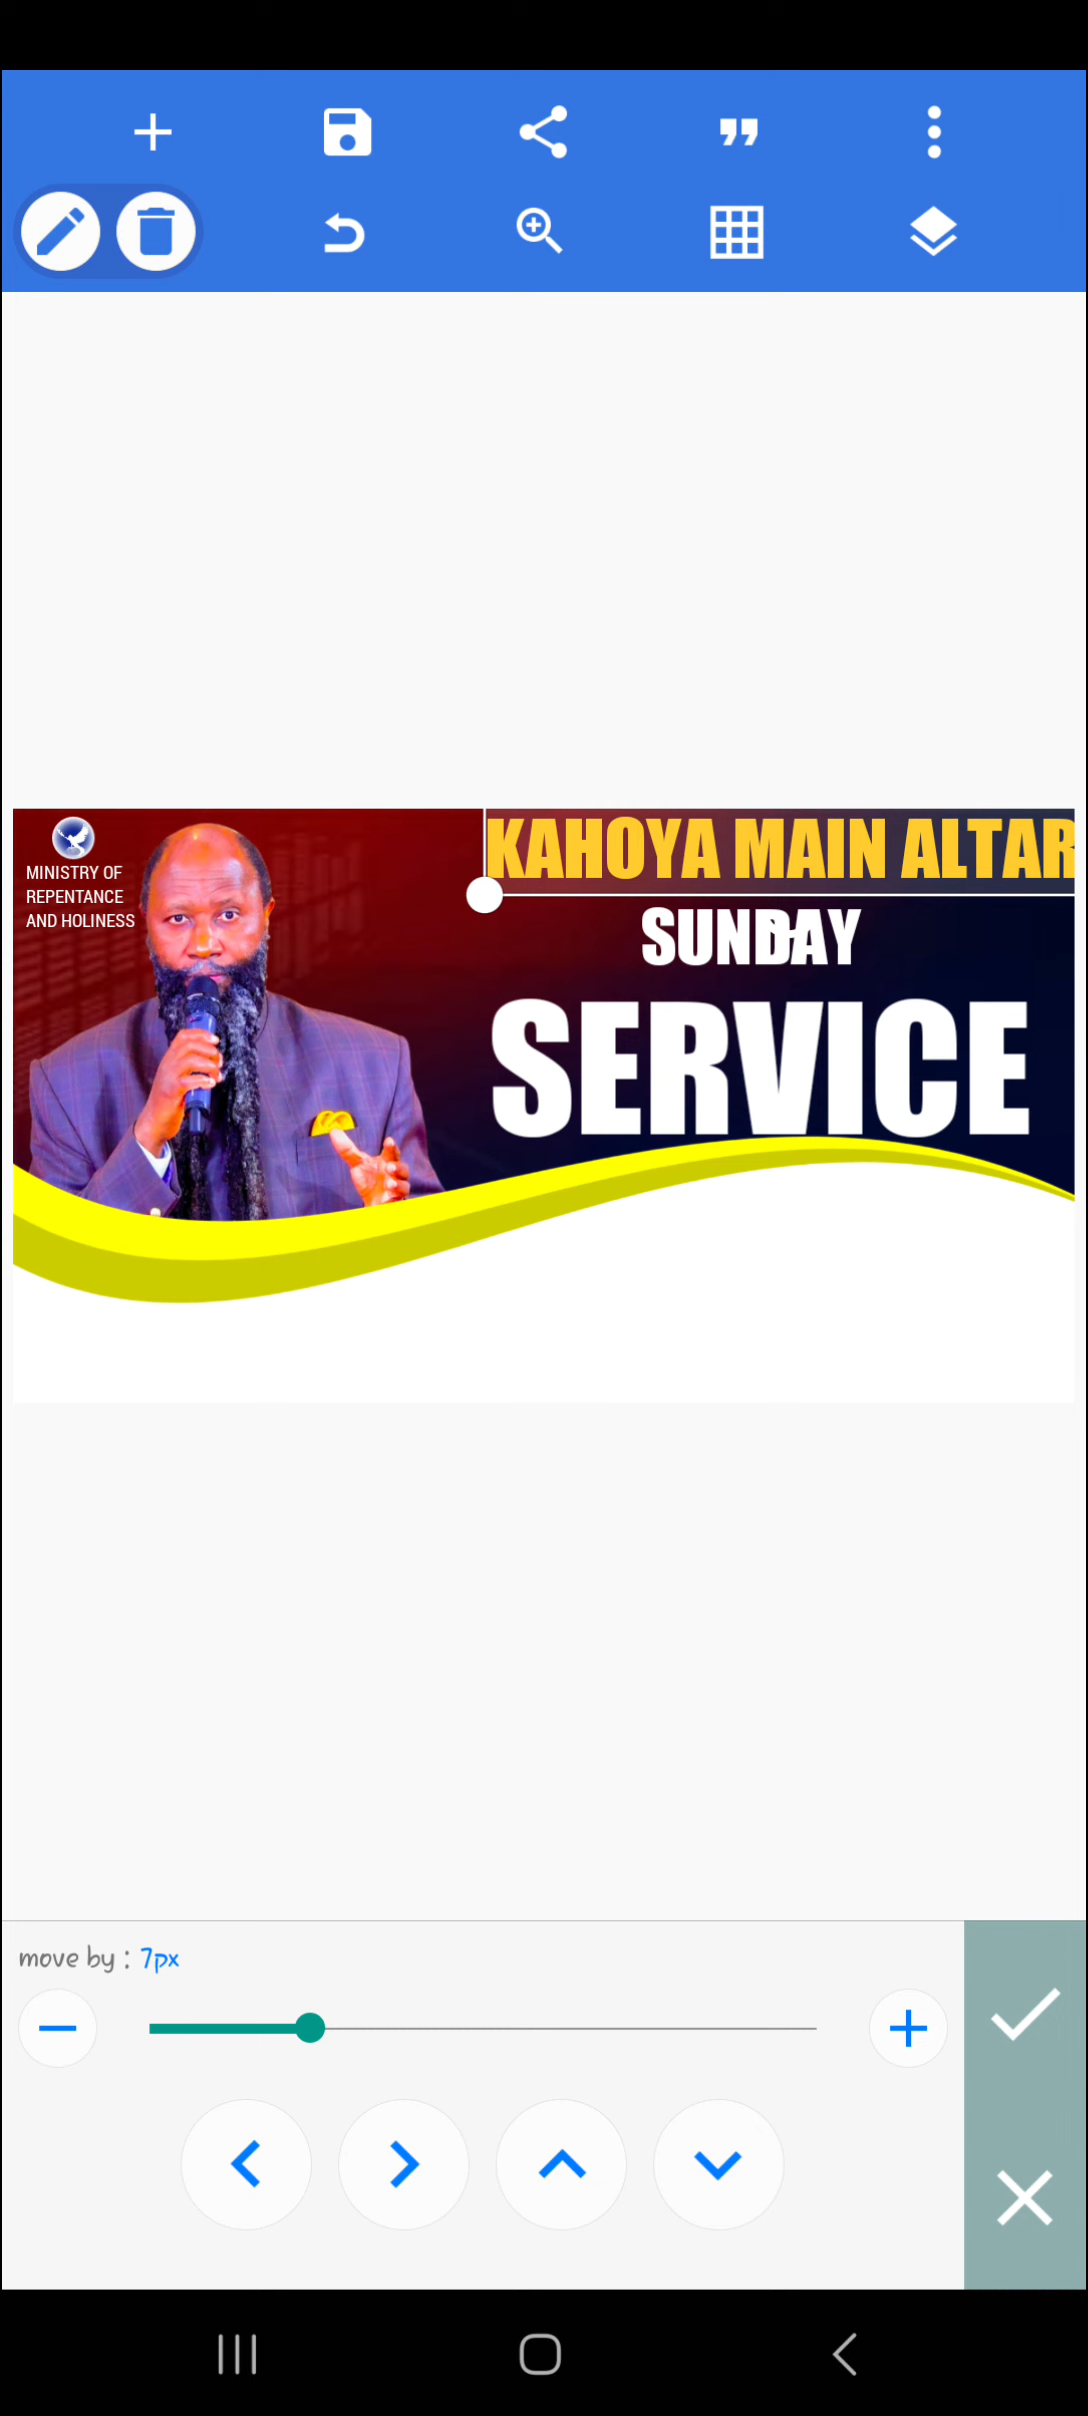 MINISTRY OF
REPENTANCE
AND HOLINESS
KAHOYA MAIN ALTAR
SUNDAY
SERVICE
move by : 7px